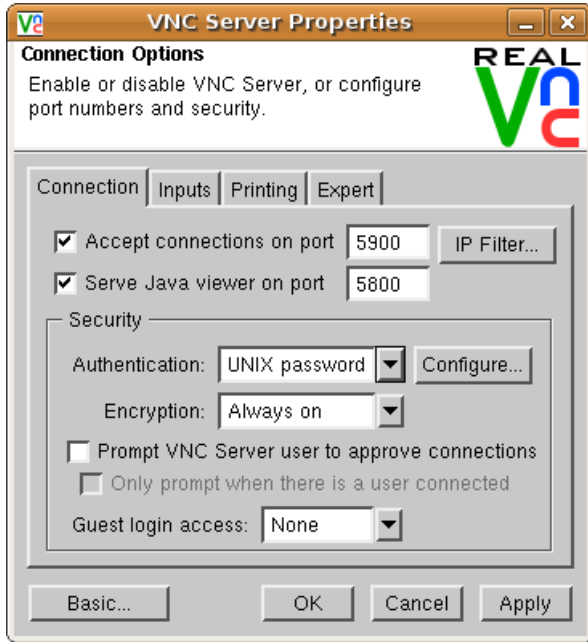 VNC Server Properties
Connection Options
Enable or disable VNC Server, or configure
port numbers and security.
REAL
Vnc
Connection Inputs Printing Expert
Accept connections on port 5900 IP Filter...
Serve Java viewer on port 5800
Security
Authentication: UNIX password Configure...
Encryption: Always on
Prompt VNC Server user to approve connections
Only prompt when there is a user connected
Guest login access: None
Basic... OK Cancel Apply